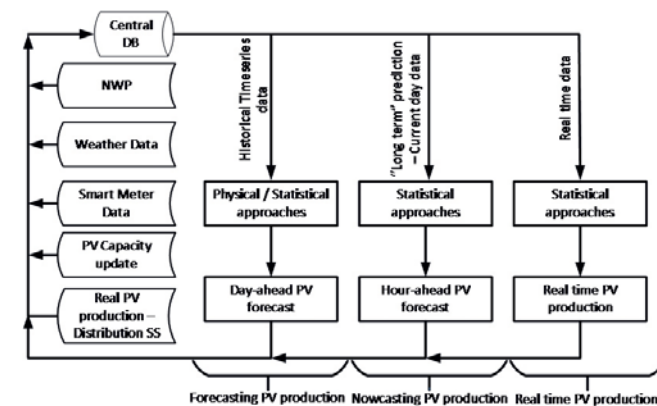 Central
DB
NWP
Weather Data
Smart Meter
Data
PV Capacity
update
Real PV
production –
Distribution SS
Historical Timeseries
data
"Long term" prediction
– Current day data
Real time data
Physical / Statistical
approaches
Statistical
approaches
Statistical
approaches
Day-ahead PV
forecast
Hour-ahead PV
forecast
Real time PV
production
Forecasting PV production
Nowcasting PV production
Real time PV production